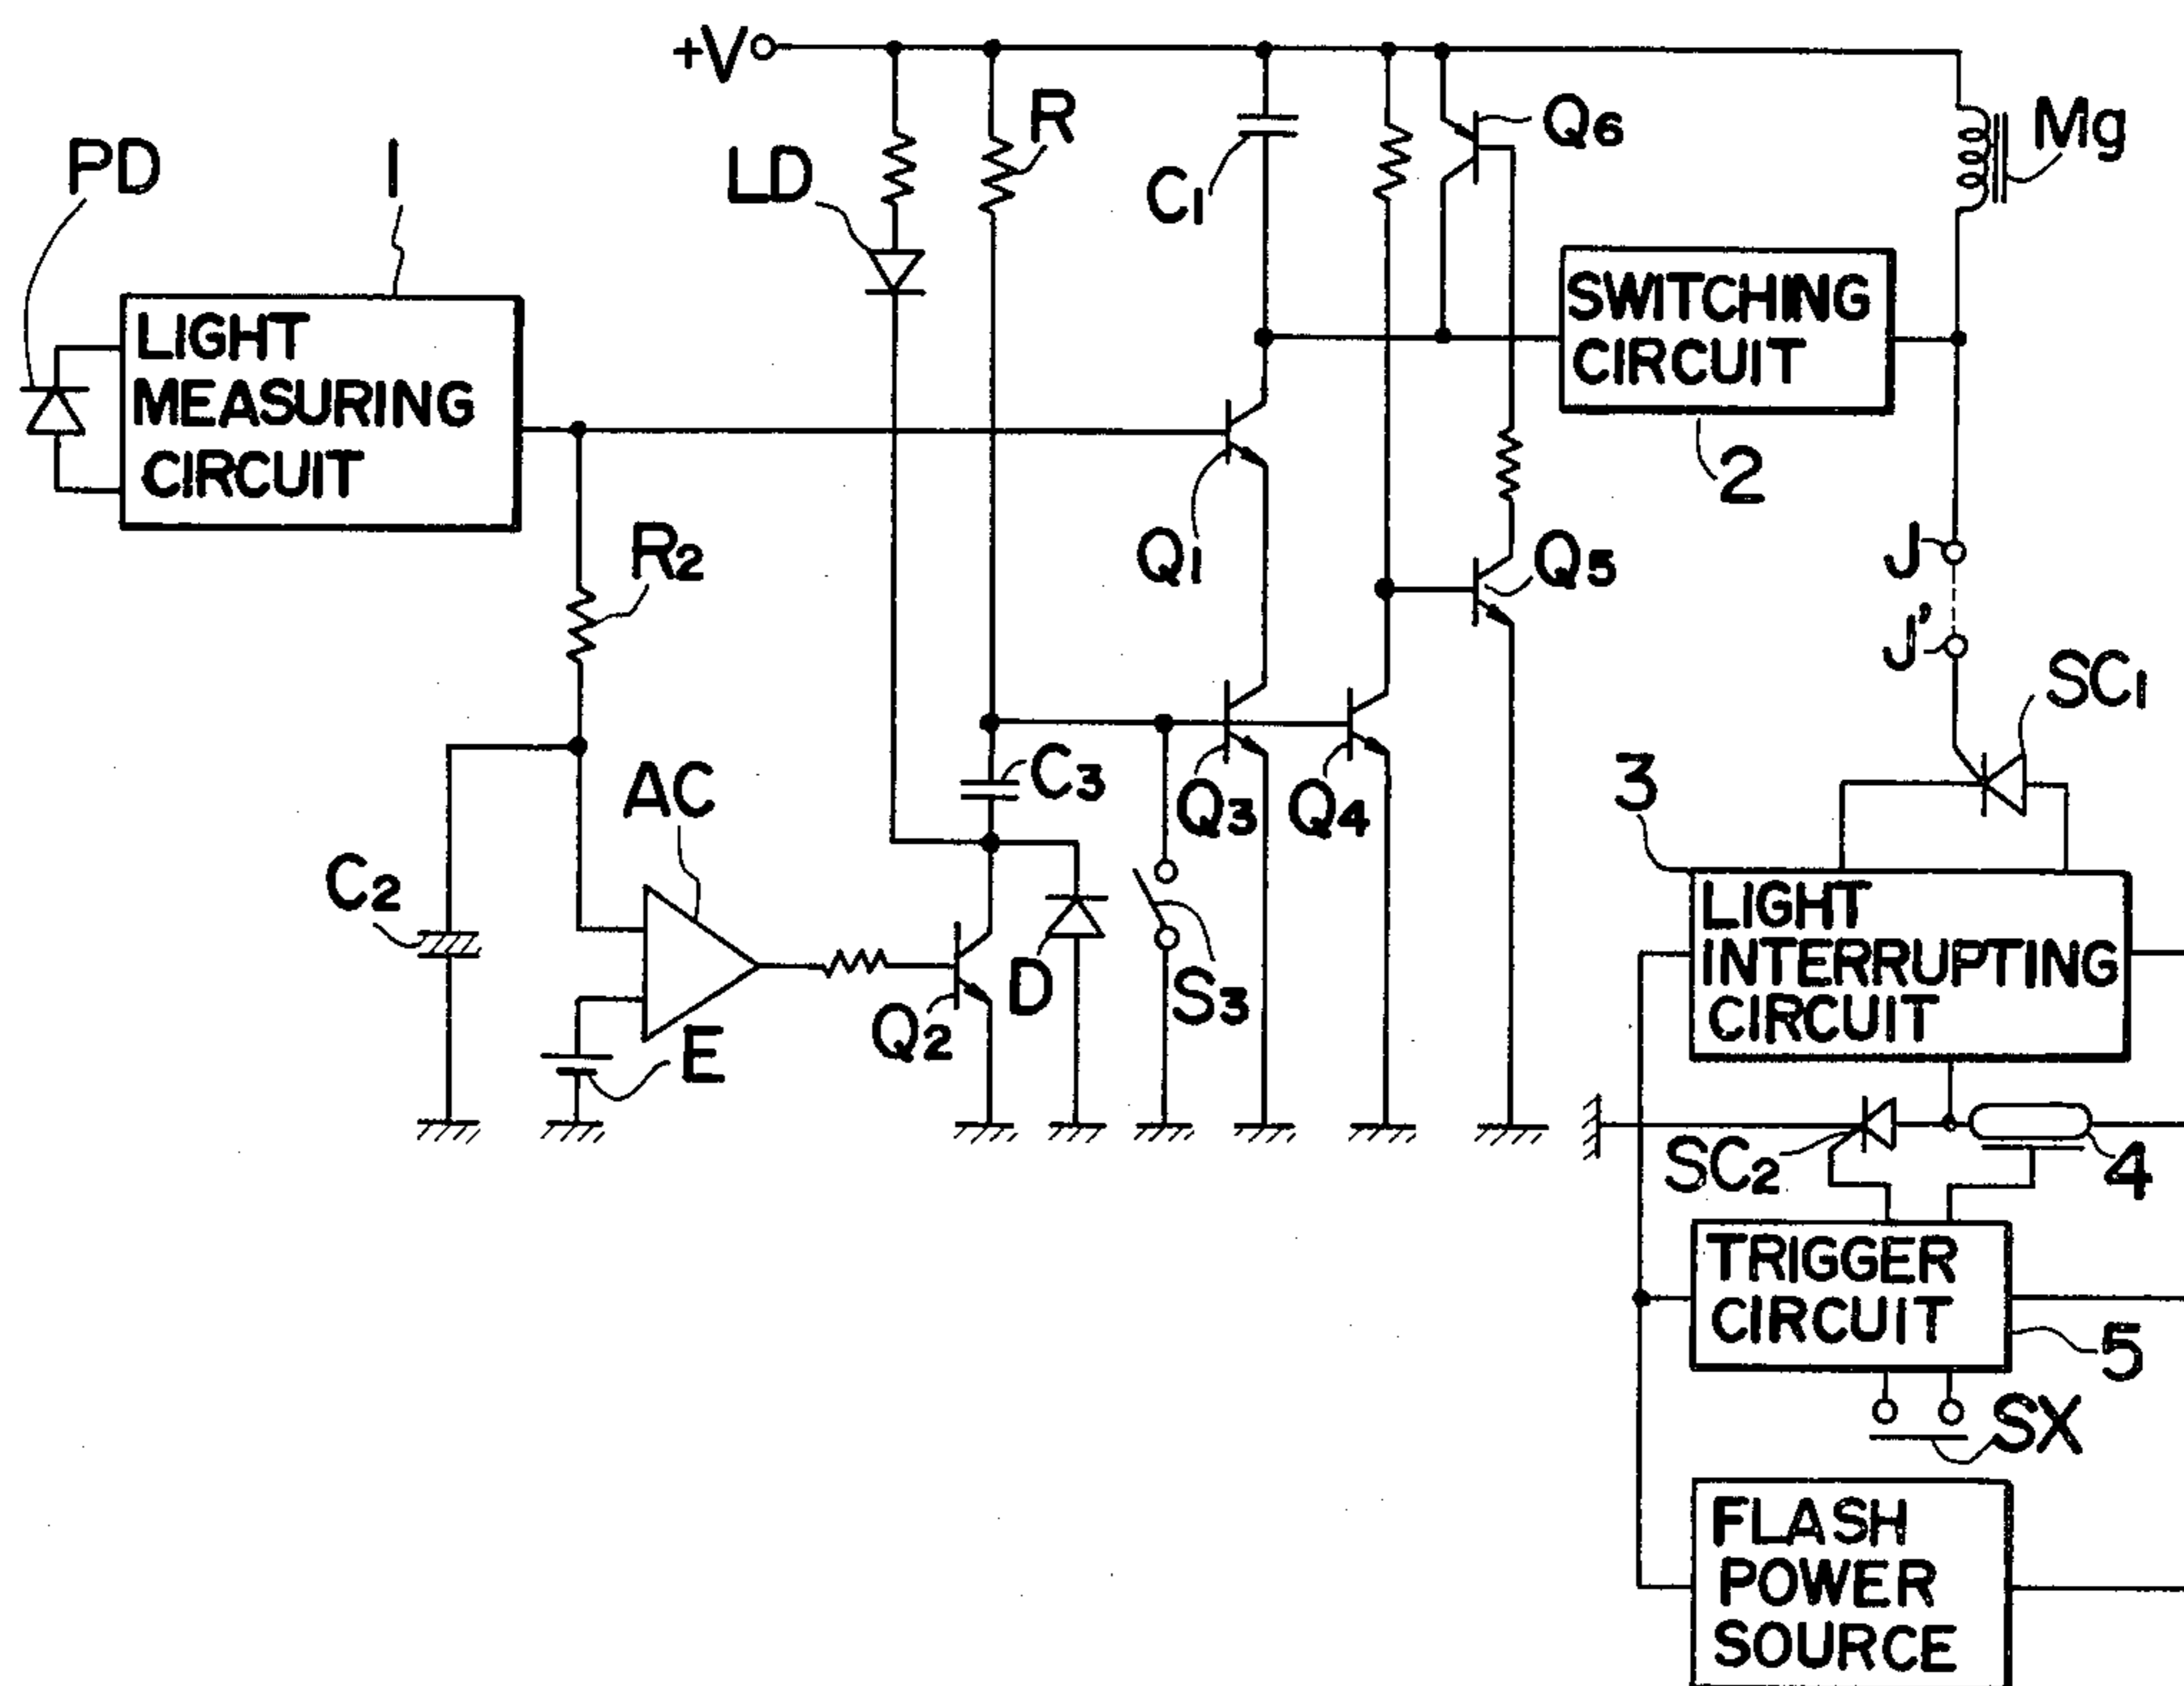 +V
R
LD
C1
Q6
Mg
PD
1
LIGHT
MEASURING
CIRCUIT
SWITCHING
CIRCUIT
2
R2
Q1
Q5
J
J'
SC1
AC
C3
Q3
Q4
3
C2
LIGHT
INTERRUPTING
CIRCUIT
E
Q2
D
S3
SC2
4
TRIGGER
CIRCUIT
5
SX
FLASH
POWER
SOURCE